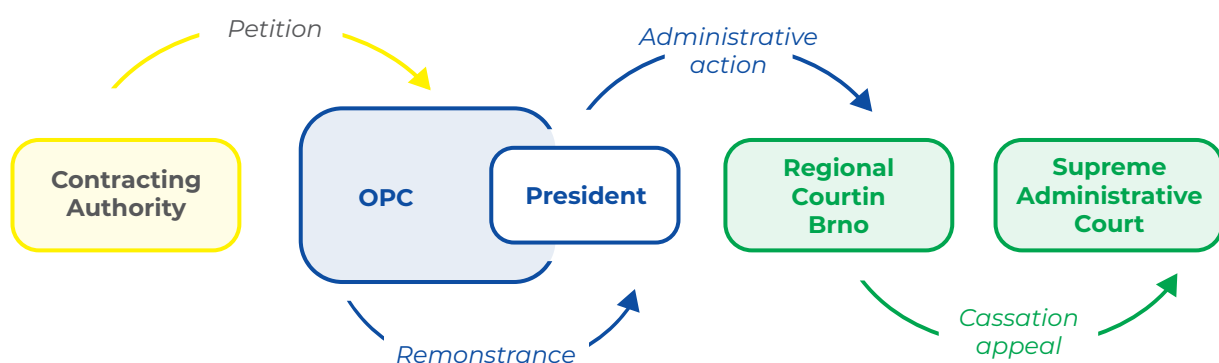 Petition
Administrative
action
Contracting
Authority
OPC
President
Regional
Courtin
Brno
Supreme
Administrative
Court
Remonstrance
Cassation
appeal